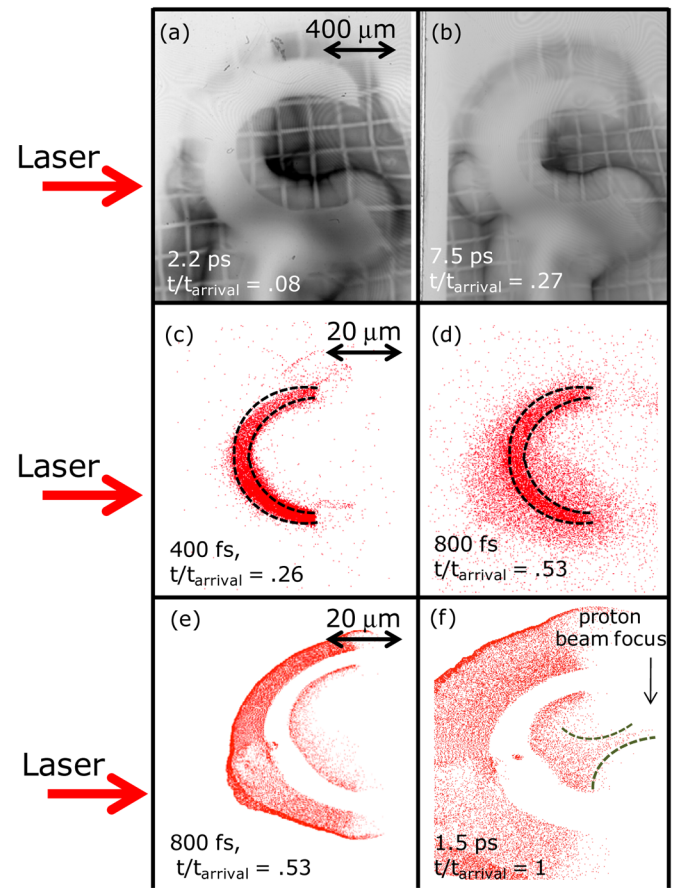 (a)
400 μm
(b)
Laser
2.2 ps
t/tarrival = .08
7.5 ps
t/tarrival = .27
(c)
20 μm
(d)
Laser
400 fs,
t/tarrival = .26
800 fs
t/tarrival = .53
(e)
20 μm
(f)
proton
beam focus
Laser
800 fs,
t/tarrival = .53
1.5 ps
t/tarrival = 1